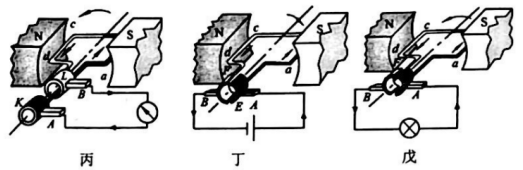 N c S d L a K B A
N c S d a B E A
N c S d a B A
丙 丁 戊